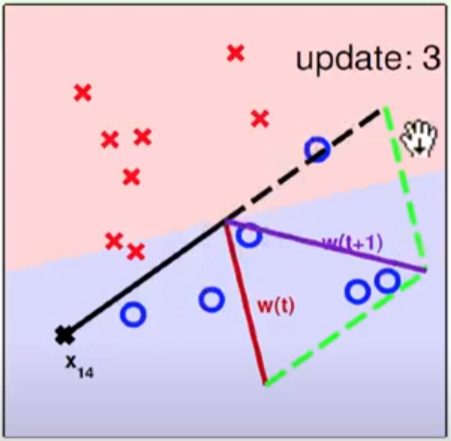 update: 3
w(t+1)
w(t)
x14